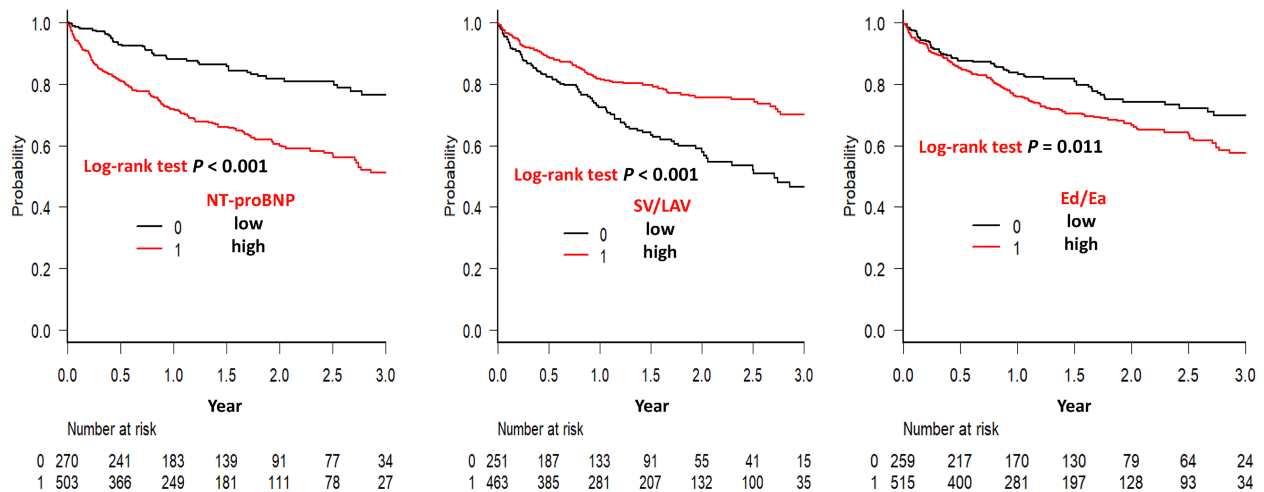 1.0
0.8
0.6
0.4
0.2
0.0
Probability
Log-rank test P < 0.001
NT-proBNP
0 low
1 high
0.0 0.5 1.0 1.5 2.0 2.5 3.0
Year
Number at risk
0 270 241 183 139 91 77 34
1 503 366 249 181 111 78 27
1.0
0.8
0.6
0.4
0.2
0.0
Probability
Log-rank test P < 0.001
SV/LAV
0 low
1 high
0.0 0.5 1.0 1.5 2.0 2.5 3.0
Year
Number at risk
0 251 187 133 91 55 41 15
1 463 385 281 207 132 100 35
1.0
0.8
0.6
0.4
0.2
0.0
Probability
Log-rank test P = 0.011
Ed/Ea
0 low
1 high
0.0 0.5 1.0 1.5 2.0 2.5 3.0
Year
Number at risk
0 259 217 170 130 79 64 24
1 515 400 281 197 128 93 34